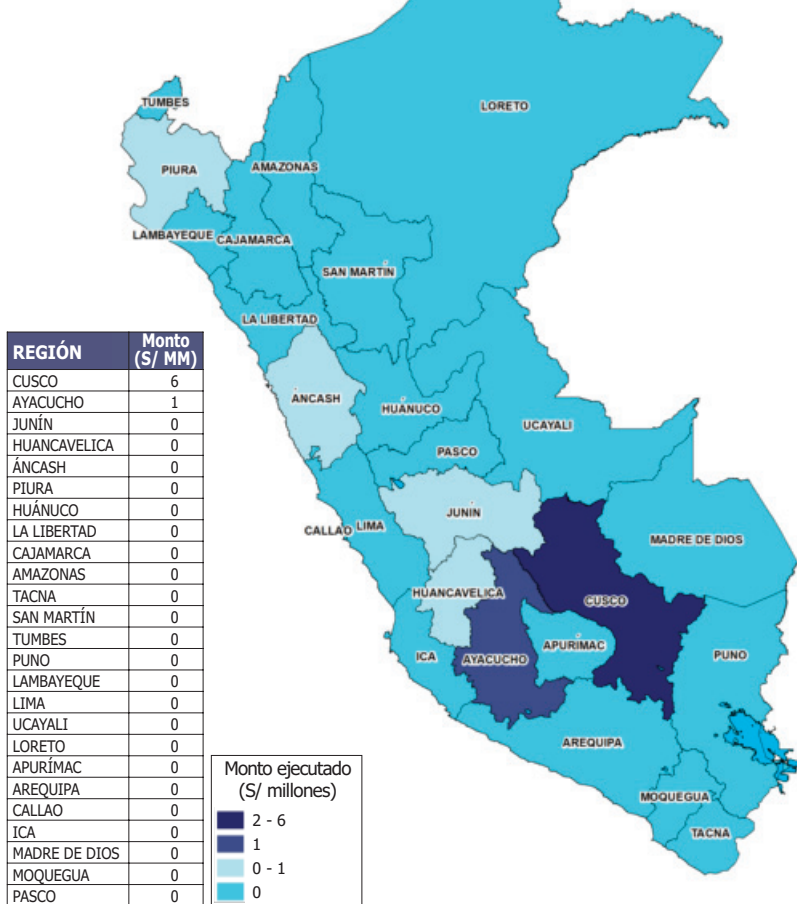 TUMBES
LORETO
PIURA
AMAZONAS
LAMBAYEQUE
CAJAMARCA
SAN MARTÍN
LA LIBERTAD
ÁNCASH
HUÁNUCO
UCAYALI
PASCO
JUNÍN
CALLAO
LIMA
MADRE DE DIOS
HUANCAVELICA
CUSCO
ICA
AYACUCHO
APURÍMAC
PUNO
AREQUIPA
MOQUEGUA
TACNA
REGIÓN Monto (S/ MM)
CUSCO 6
AYACUCHO 1
JUNÍN 0
HUANCAVELICA 0
ÁNCASH 0
PIURA 0
HUÁNUCO 0
LA LIBERTAD 0
CAJAMARCA 0
AMAZONAS 0
TACNA 0
SAN MARTÍN 0
TUMBES 0
PUNO 0
LAMBAYEQUE 0
LIMA 0
UCAYALI 0
LORETO 0
APURÍMAC 0
AREQUIPA 0
CALLAO 0
ICA 0
MADRE DE DIOS 0
MOQUEGUA 0
PASCO 0
Monto ejecutado
(S/ millones)
2 - 6
1
0 - 1
0